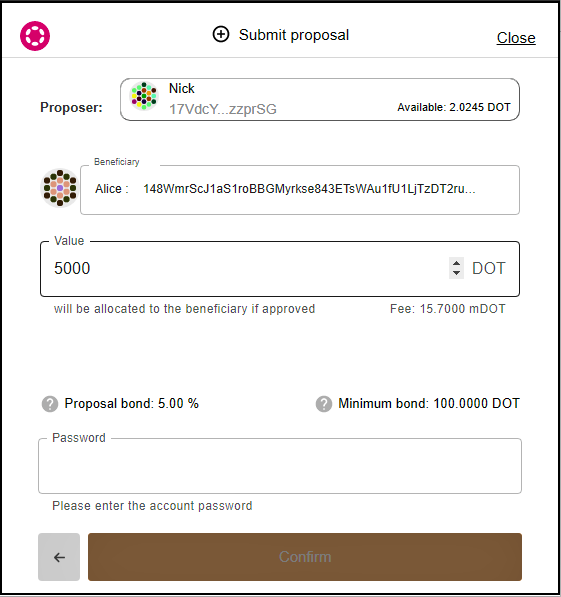 Submit proposal
Close
Proposer:
Nick
17VdcY...zzprSG
Available: 2.0245 DOT
Beneficiary
Alice : 148WmrScJ1aS1roBBGMyrkse843ETsWAu1fU1LjTzDT2ru...
Value
5000
DOT
will be allocated to the beneficiary if approved
Fee: 15.7000 mDOT
Proposal bond: 5.00 %
Minimum bond: 100.0000 DOT
Password
Please enter the account password
Confirm